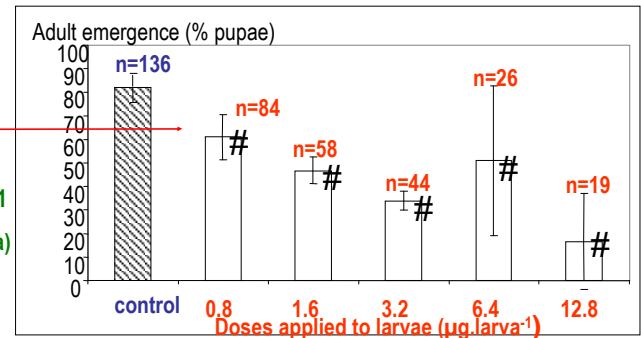 Adult emergence (% pupae)
100
90
80
70
60
50
40
30
20
10
0
n=136
n=84
n=58
n=44
n=26
n=19
#
#
#
#
#
1
a)
control 0.8 1.6 3.2 6.4 12.8
Doses applied to larvae (µg.larva⁻¹)